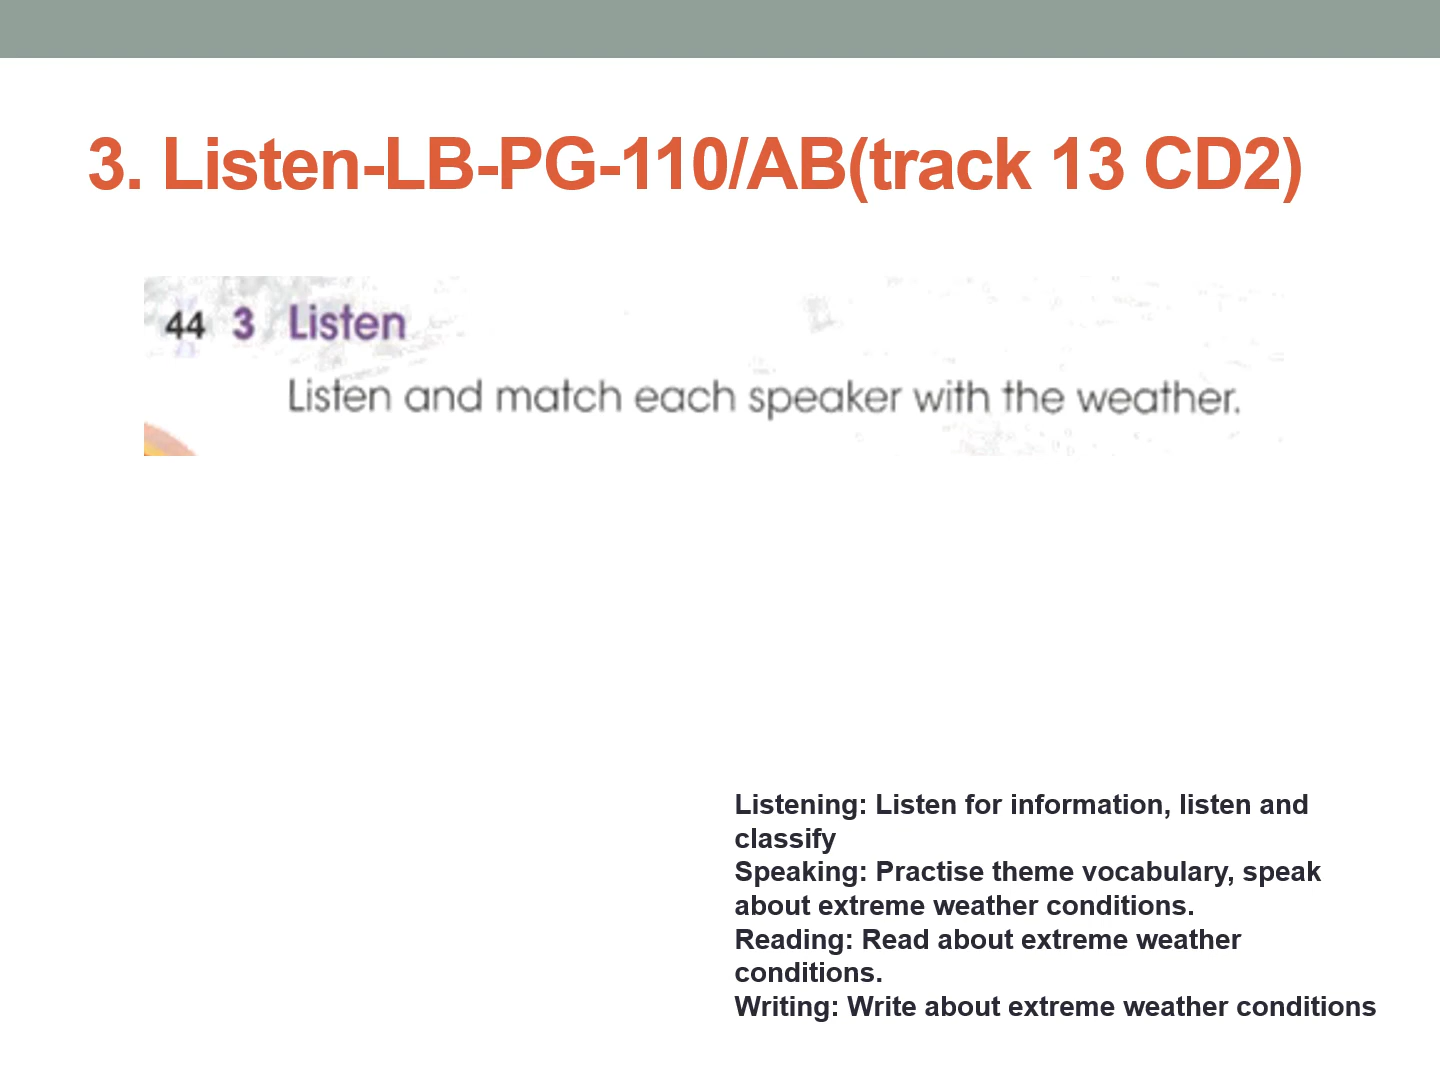 3. Listen-LB-PG-110/AB(track 13 CD2)
44 3 Listen
Listen and match each speaker with the weather.
Listening: Listen for information, listen and
classify
Speaking: Practise theme vocabulary, speak
about extreme weather conditions.
Reading: Read about extreme weather
conditions.
Writing: Write about extreme weather conditions